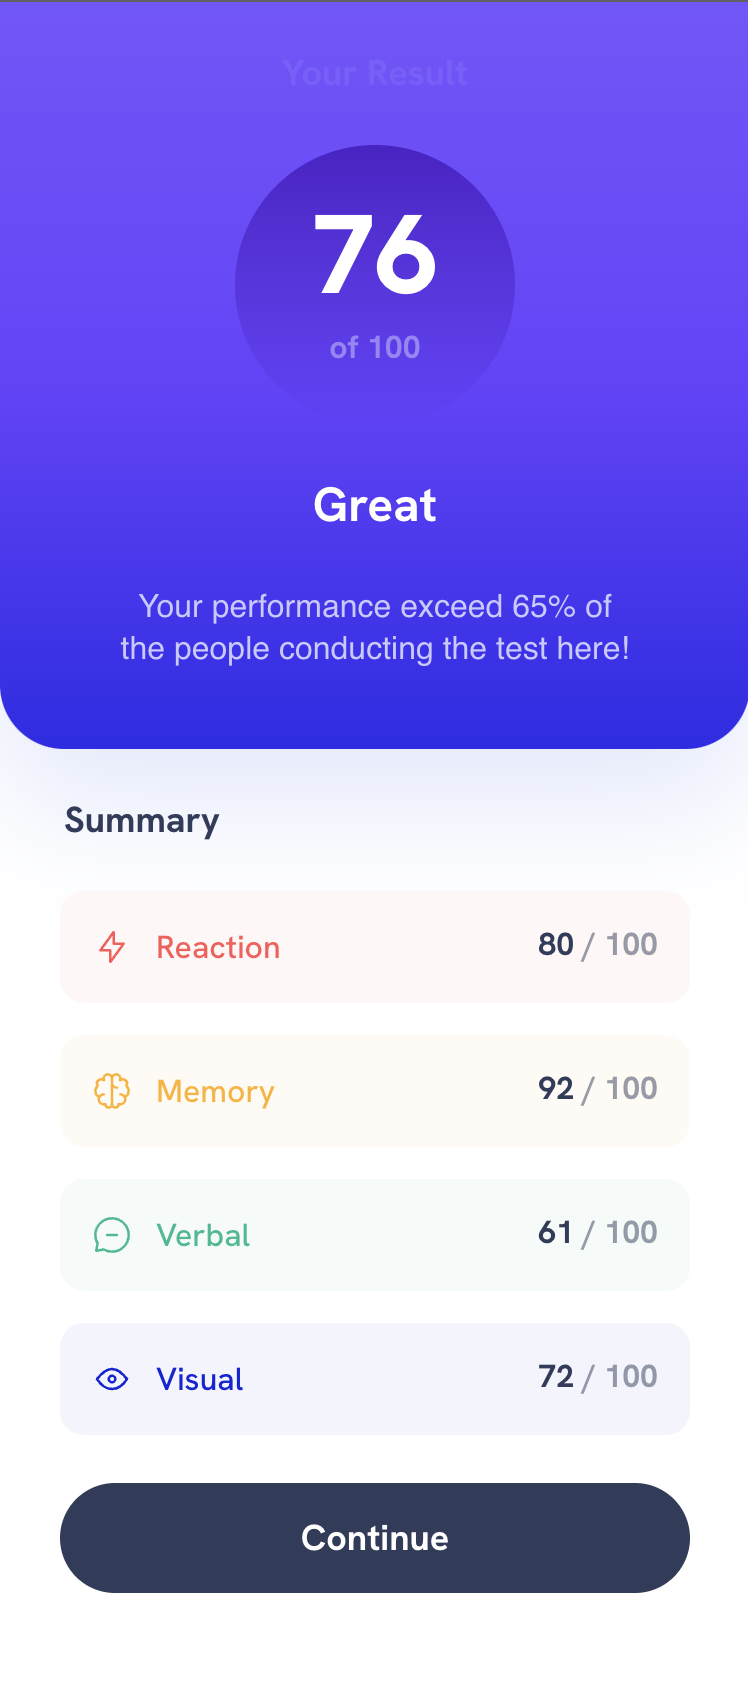 Your Result
76
of 100
Great
Your performance exceed 65% of
the people conducting the test here!
Summary
Reaction 80 / 100
Memory 92 / 100
Verbal 61 / 100
Visual 72 / 100
Continue